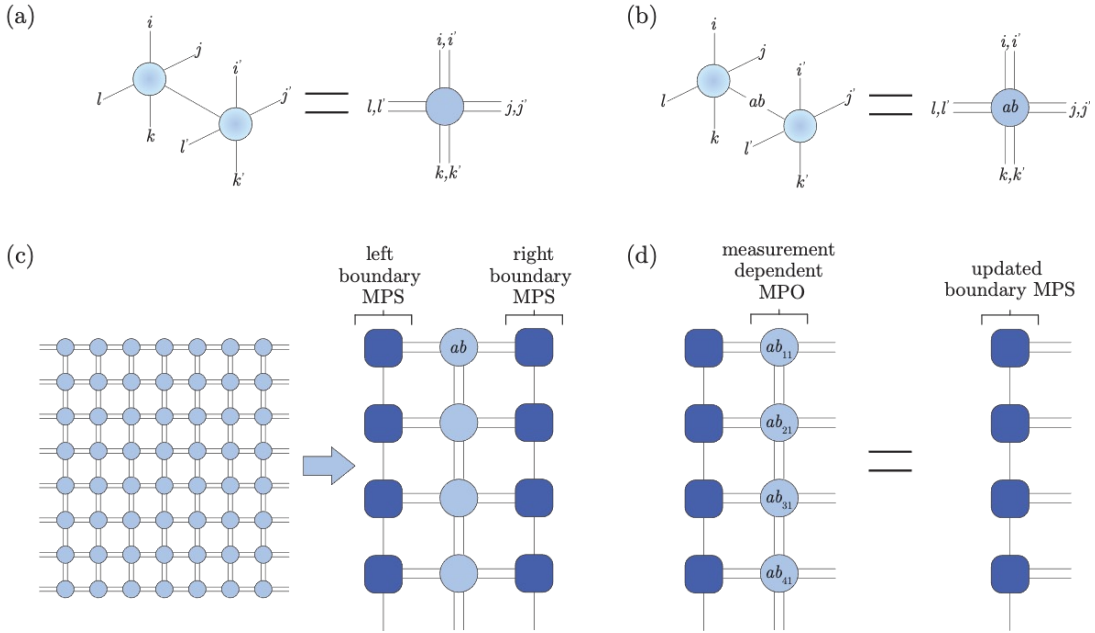 (a)
i
j
l
k
i'
j'
l'
k'
i,i'
l,l'
j,j'
k,k'
(b)
i
j
l
ab
k
i'
j'
l'
k'
i,i'
l,l'
ab
j,j'
k,k'
(c)
left
boundary
MPS
right
boundary
MPS
ab
(d)
measurement
dependent
MPO
updated
boundary MPS
ab₁₁
ab₂₁
ab₃₁
ab₄₁